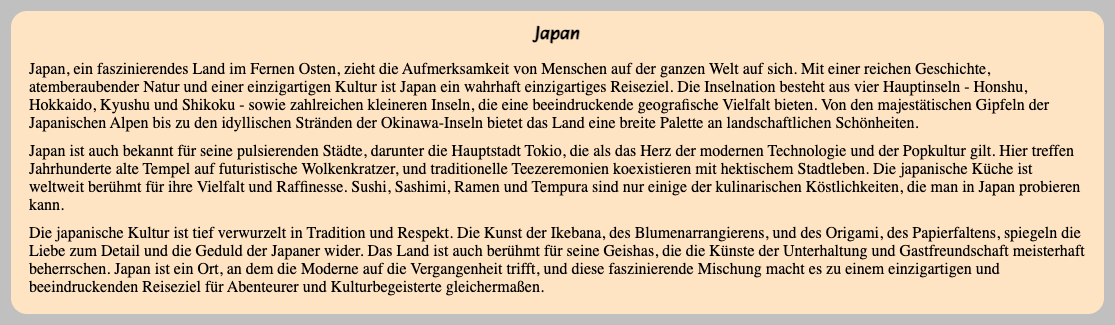 Japan
Japan, ein faszinierendes Land im Fernen Osten, zieht die Aufmerksamkeit von Menschen auf der ganzen Welt auf sich. Mit einer reichen Geschichte,
atemberaubender Natur und einer einzigartigen Kultur ist Japan ein wahrhaft einzigartiges Reiseziel. Die Inselnation besteht aus vier Hauptinseln - Honshu,
Hokkaido, Kyushu und Shikoku - sowie zahlreichen kleineren Inseln, die eine beeindruckende geografische Vielfalt bieten. Von den majestätischen Gipfeln der
Japanischen Alpen bis zu den idyllischen Stränden der Okinawa-Inseln bietet das Land eine breite Palette an landschaftlichen Schönheiten.
Japan ist auch bekannt für seine pulsierenden Städte, darunter die Hauptstadt Tokio, die als das Herz der modernen Technologie und der Popkultur gilt. Hier treffen
Jahrhunderte alte Tempel auf futuristische Wolkenkratzer, und traditionelle Teezeremonien koexistieren mit hektischem Stadtleben. Die japanische Küche ist
weltweit berühmt für ihre Vielfalt und Raffinesse. Sushi, Sashimi, Ramen und Tempura sind nur einige der kulinarischen Köstlichkeiten, die man in Japan probieren
kann.
Die japanische Kultur ist tief verwurzelt in Tradition und Respekt. Die Kunst der Ikebana, des Blumenarrangierens, und des Origami, des Papierfaltens, spiegeln die
Liebe zum Detail und die Geduld der Japaner wider. Das Land ist auch berühmt für seine Geishas, die die Künste der Unterhaltung und Gastfreundschaft meisterhaft
beherrschen. Japan ist ein Ort, an dem die Moderne auf die Vergangenheit trifft, und diese faszinierende Mischung macht es zu einem einzigartigen und
beeindruckenden Reiseziel für Abenteurer und Kulturbegeisterte gleichermaßen.